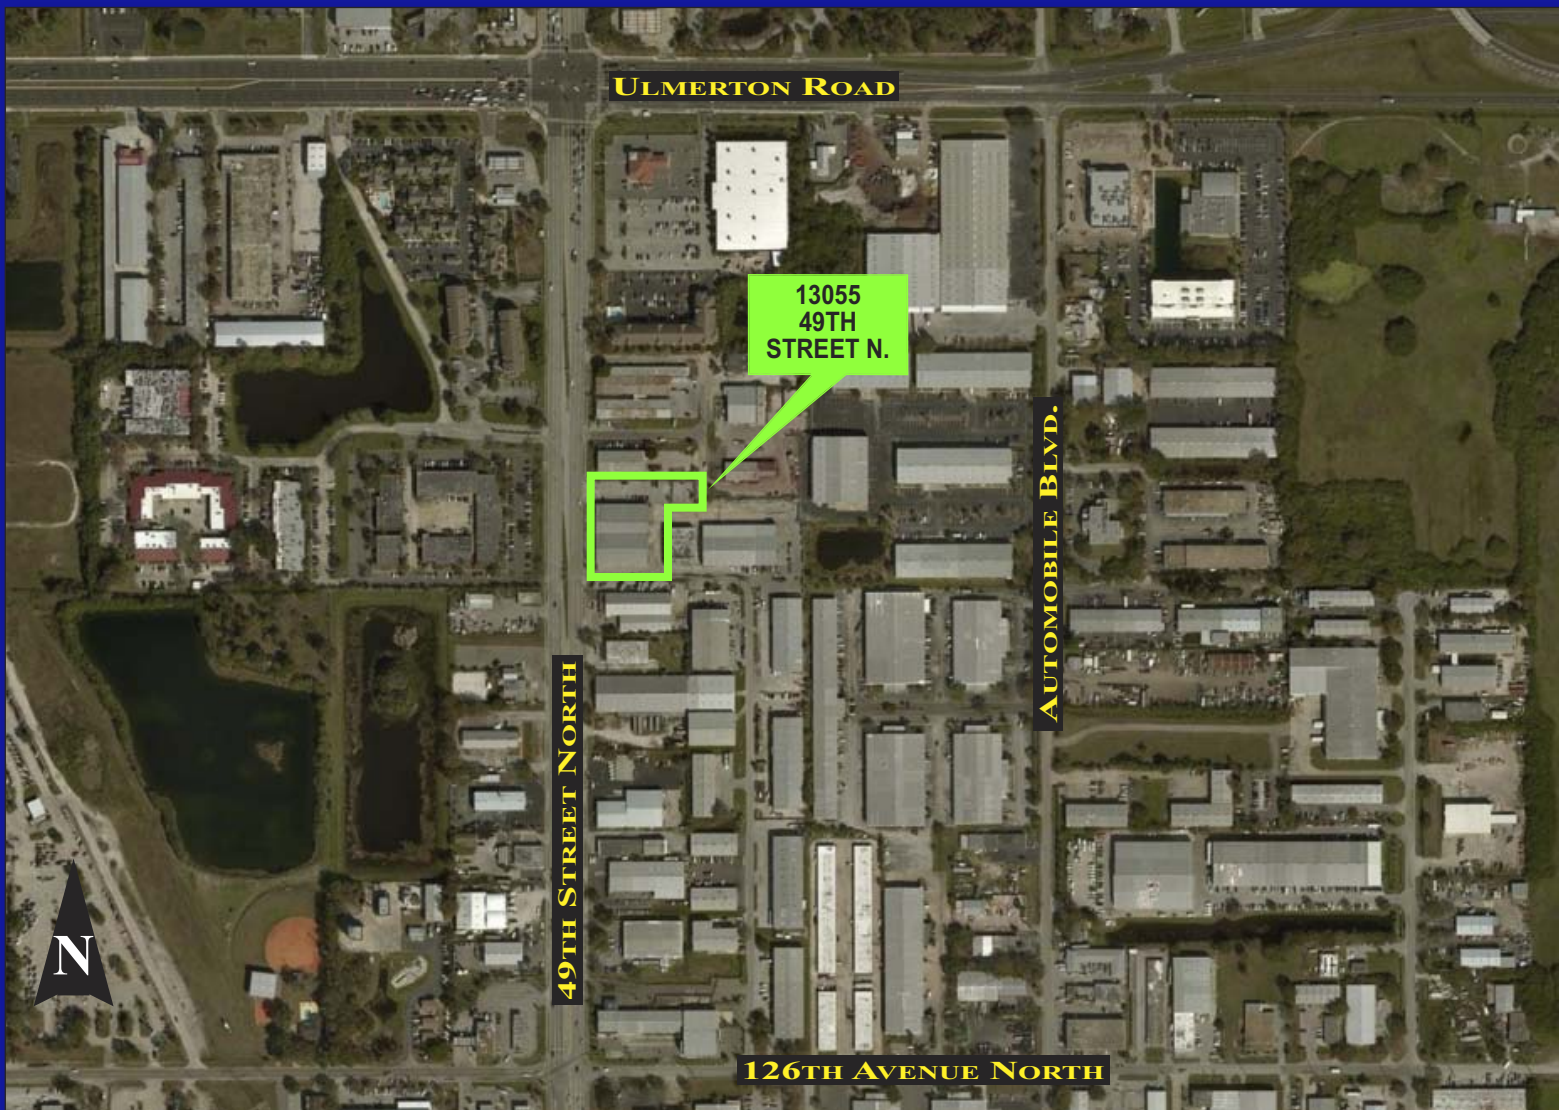 ULMERTON ROAD
13055
49TH
STREET N.
AUTOMOBILE BLVD.
49TH STREET NORTH
N
126TH AVENUE NORTH